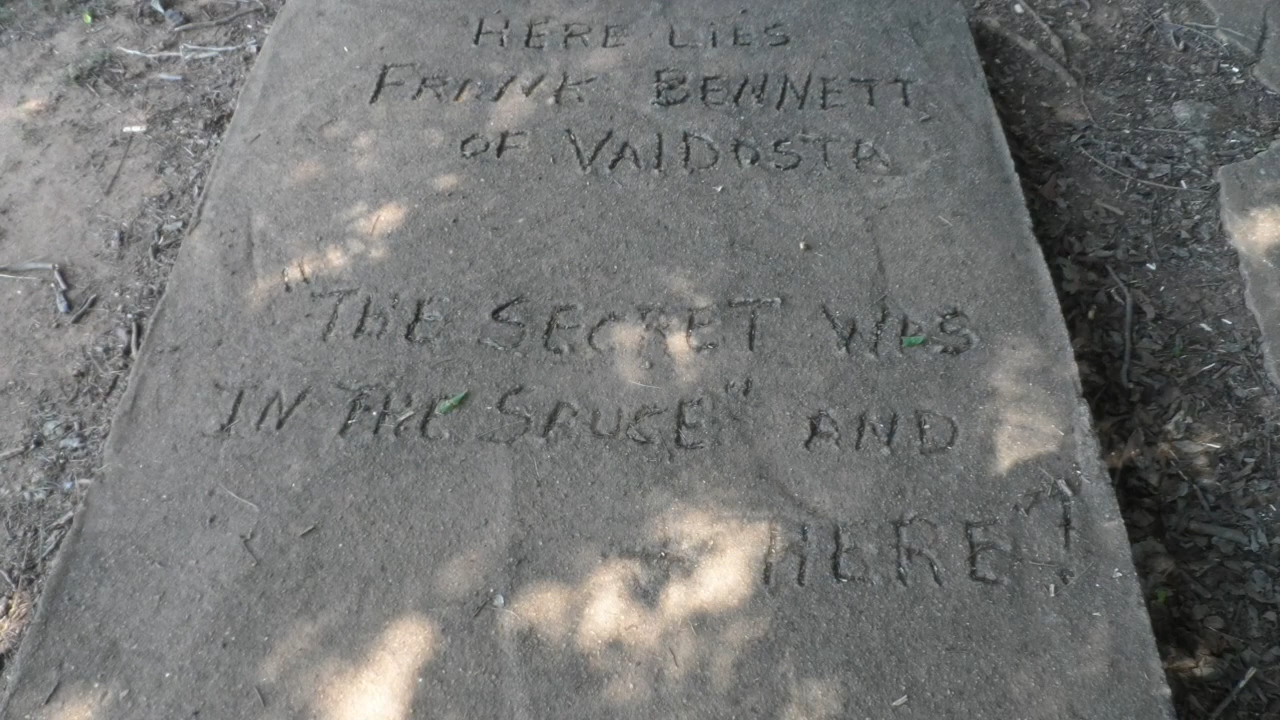 HERE LIES
FRANK BENNETT
OF VAlDOSTA
"THE SECRET WAS
IN THE SAUCE" AND
HERE"!